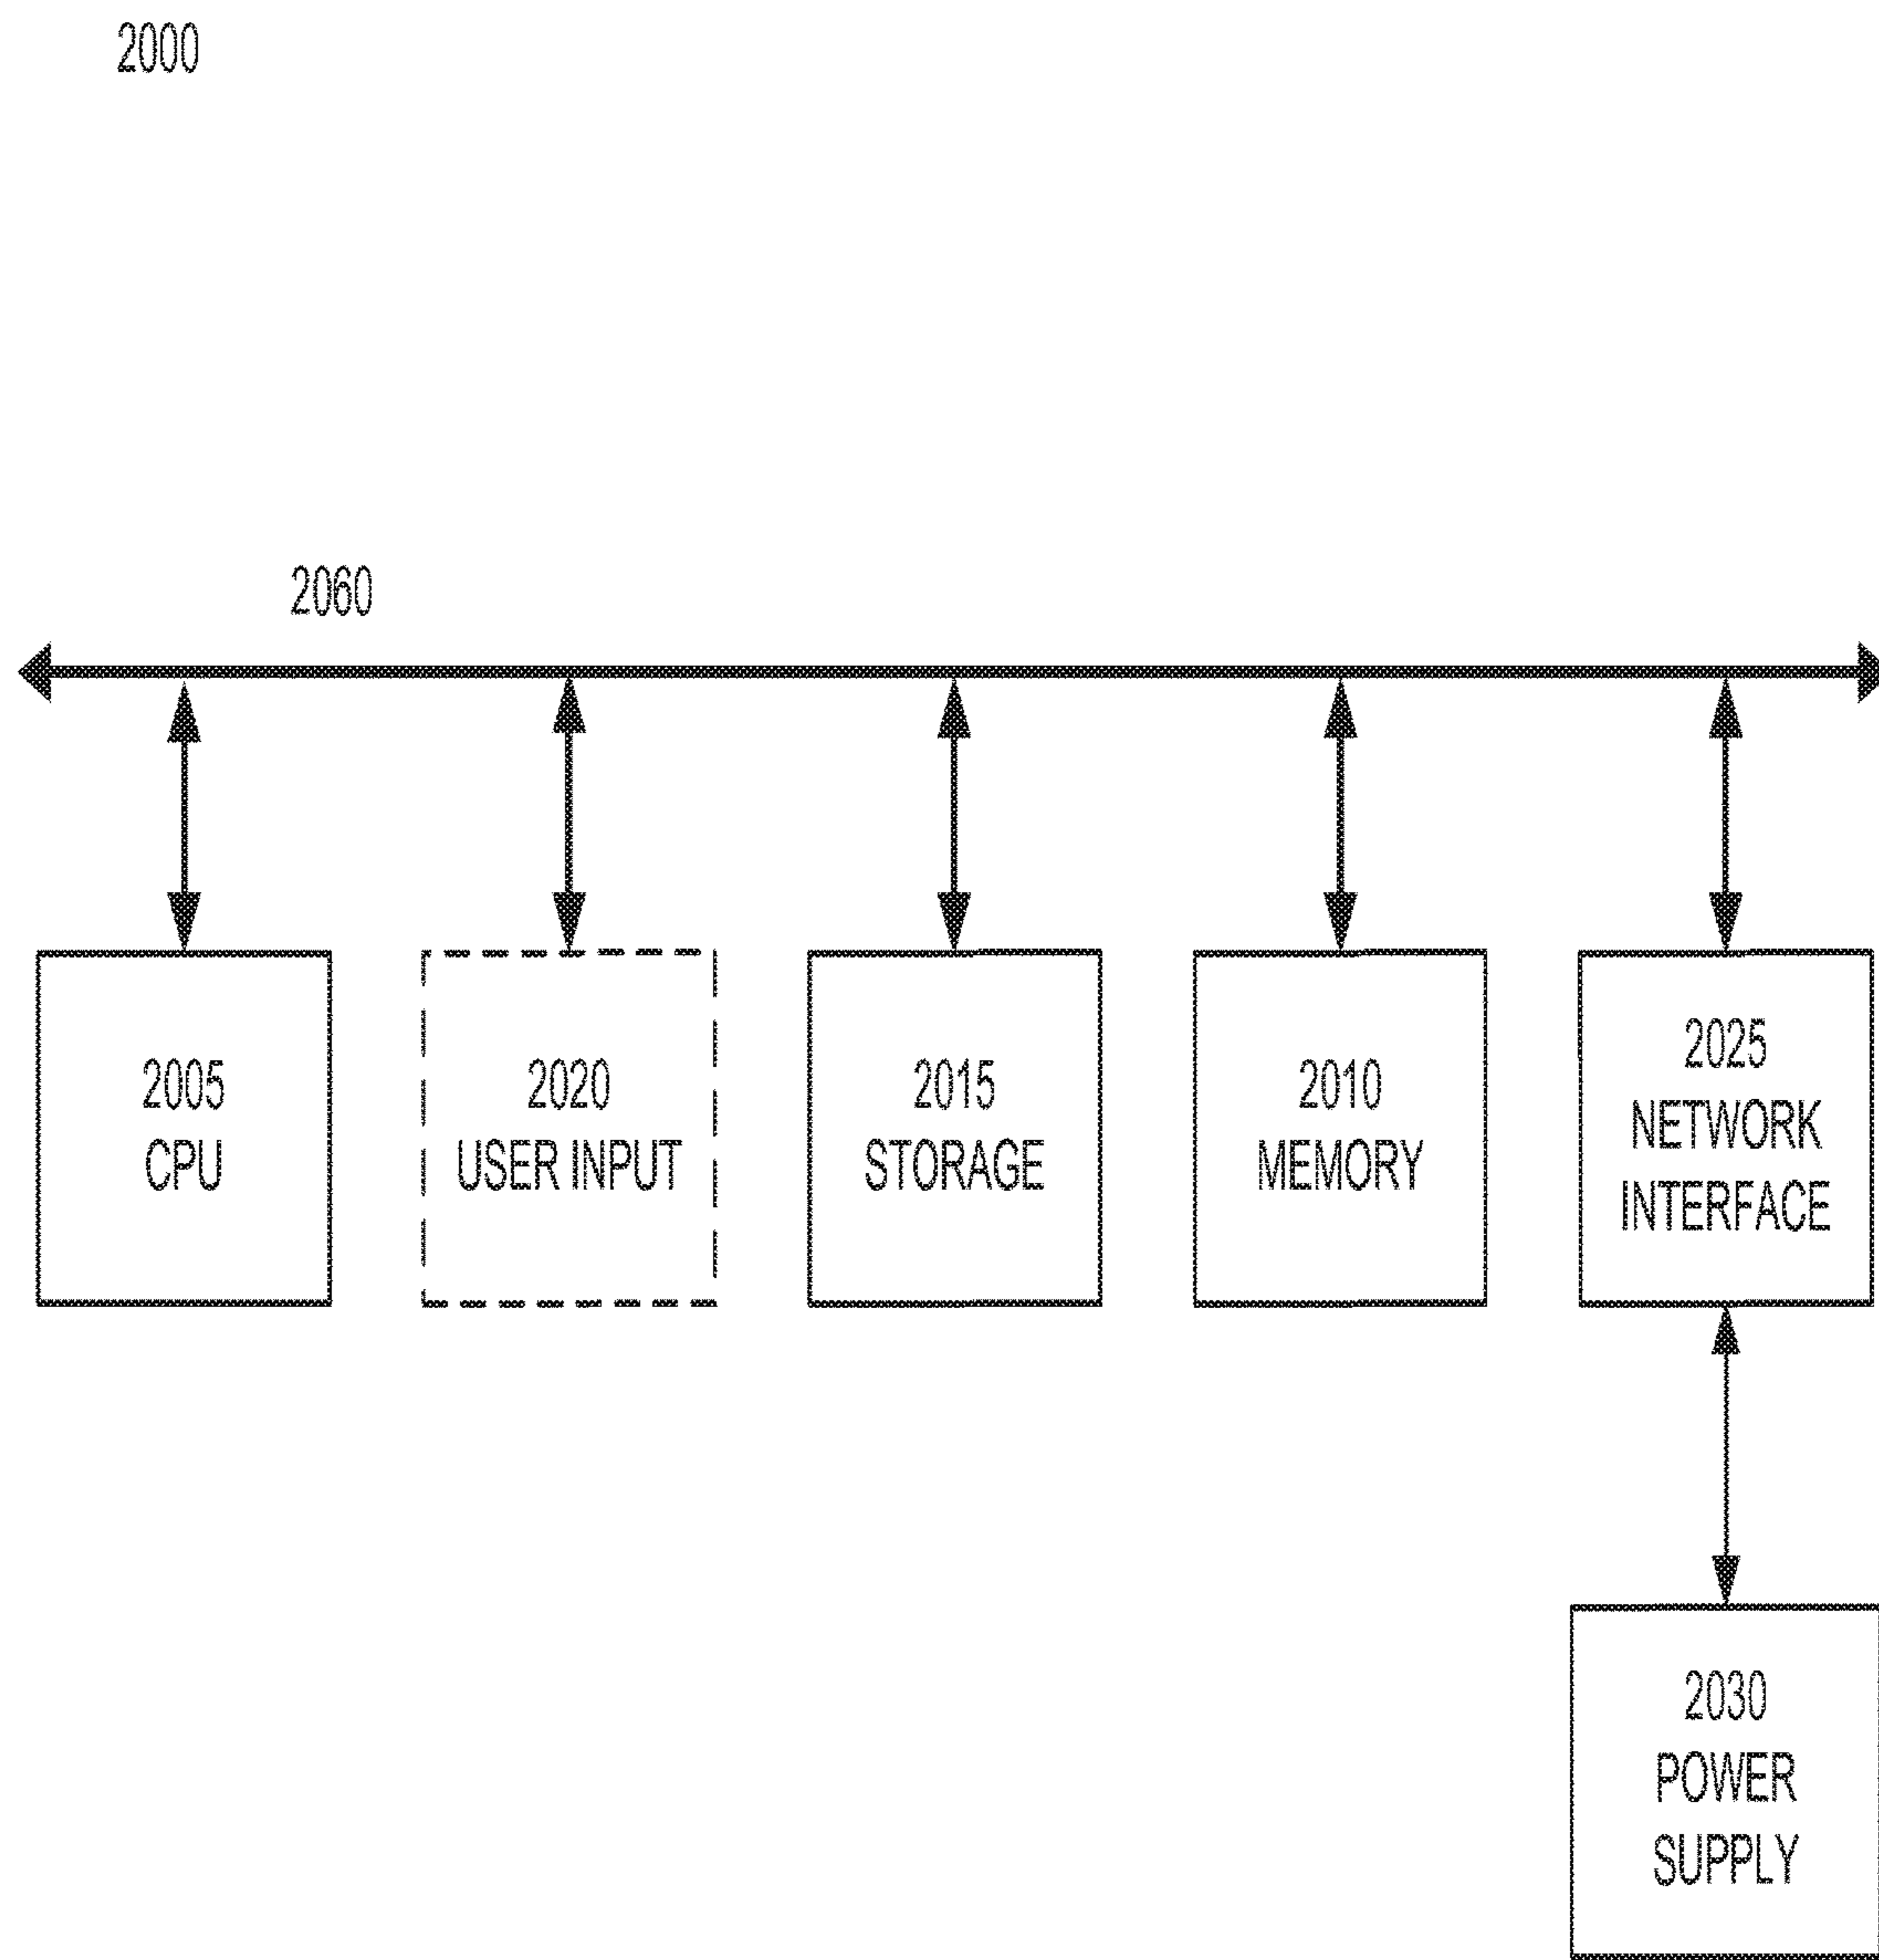 2000
2060
2005
CPU
2020
USER INPUT
2015
STORAGE
2010
MEMORY
2025
NETWORK
INTERFACE
2030
POWER
SUPPLY